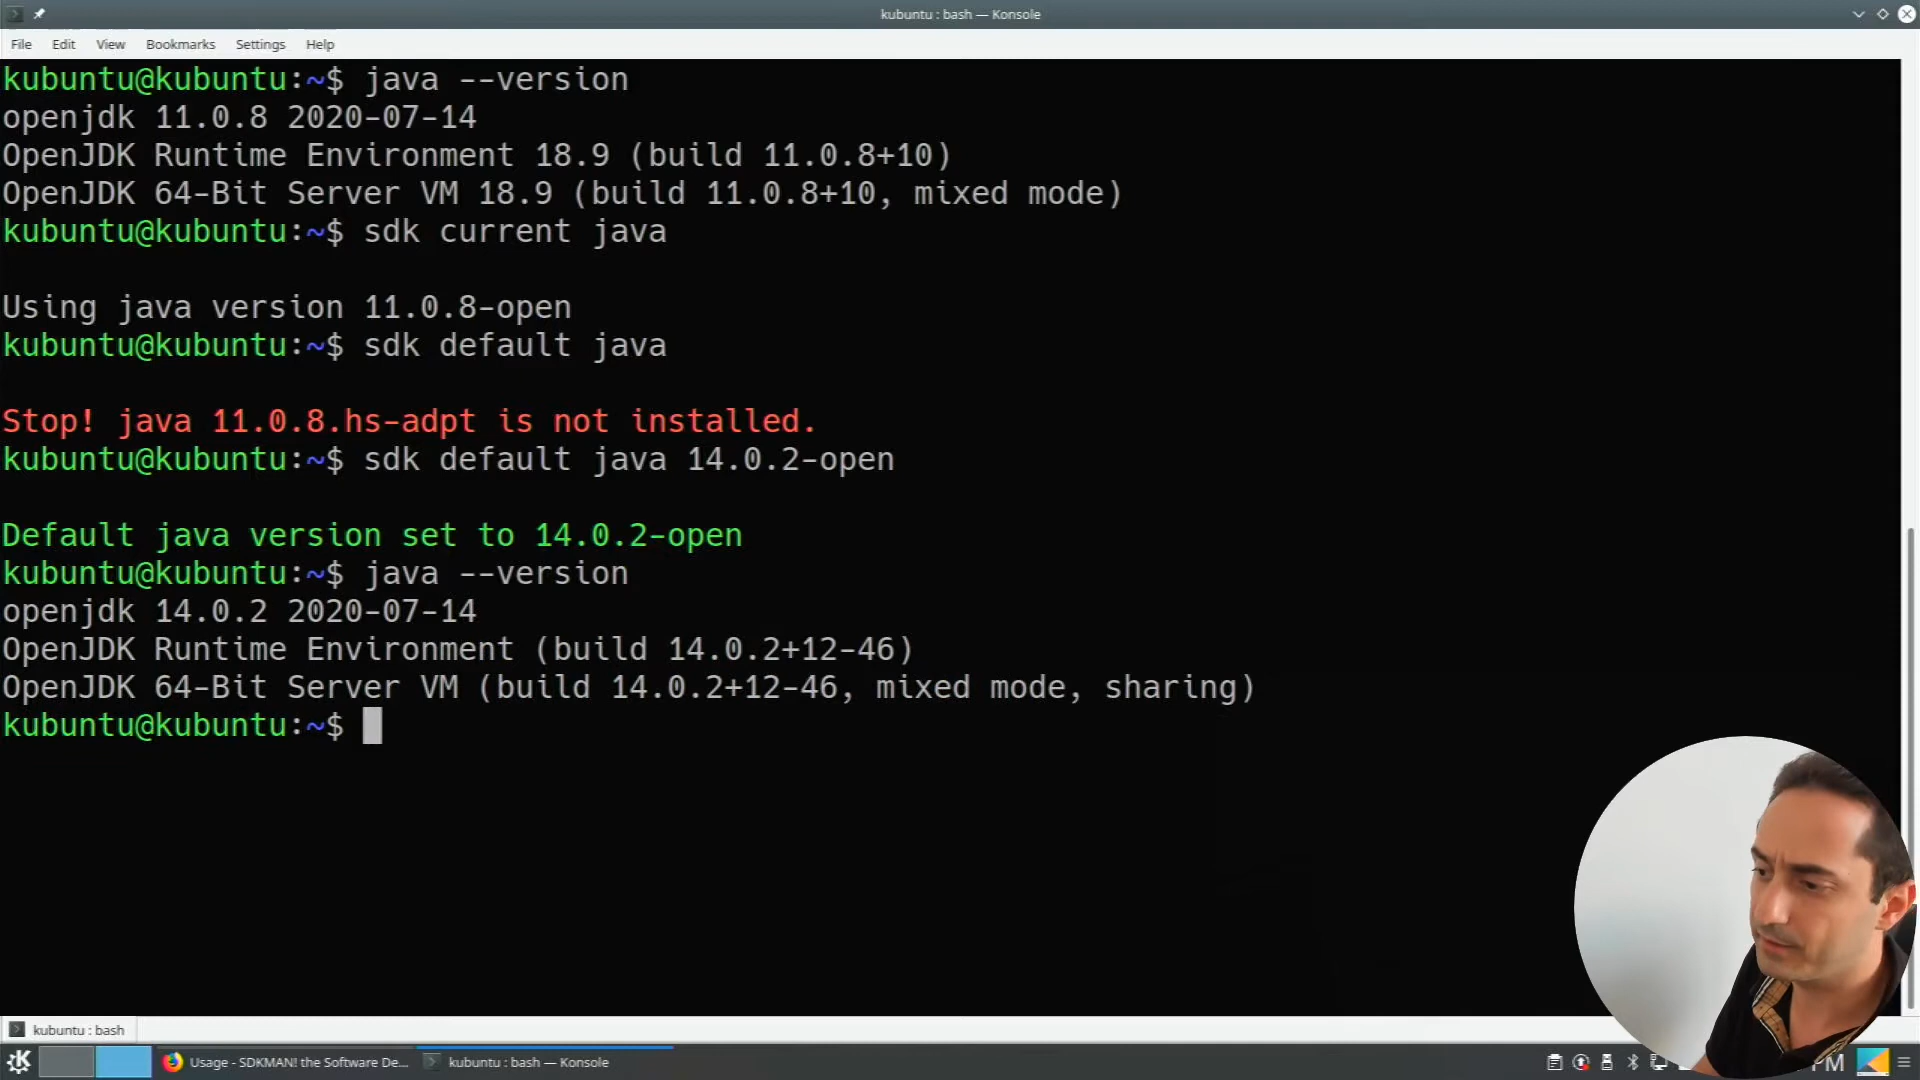 kubuntu : bash — Konsole
File Edit View Bookmarks Settings Help
kubuntu@kubuntu:~$ java --version
openjdk 11.0.8 2020-07-14
OpenJDK Runtime Environment 18.9 (build 11.0.8+10)
OpenJDK 64-Bit Server VM 18.9 (build 11.0.8+10, mixed mode)
kubuntu@kubuntu:~$ sdk current java
Using java version 11.0.8-open
kubuntu@kubuntu:~$ sdk default java
Stop! java 11.0.8.hs-adpt is not installed.
kubuntu@kubuntu:~$ sdk default java 14.0.2-open
Default java version set to 14.0.2-open
kubuntu@kubuntu:~$ java --version
openjdk 14.0.2 2020-07-14
OpenJDK Runtime Environment (build 14.0.2+12-46)
OpenJDK 64-Bit Server VM (build 14.0.2+12-46, mixed mode, sharing)
kubuntu@kubuntu:~$
kubuntu : bash
Usage - SDKMAN! the Software De... kubuntu : bash — Konsole PM